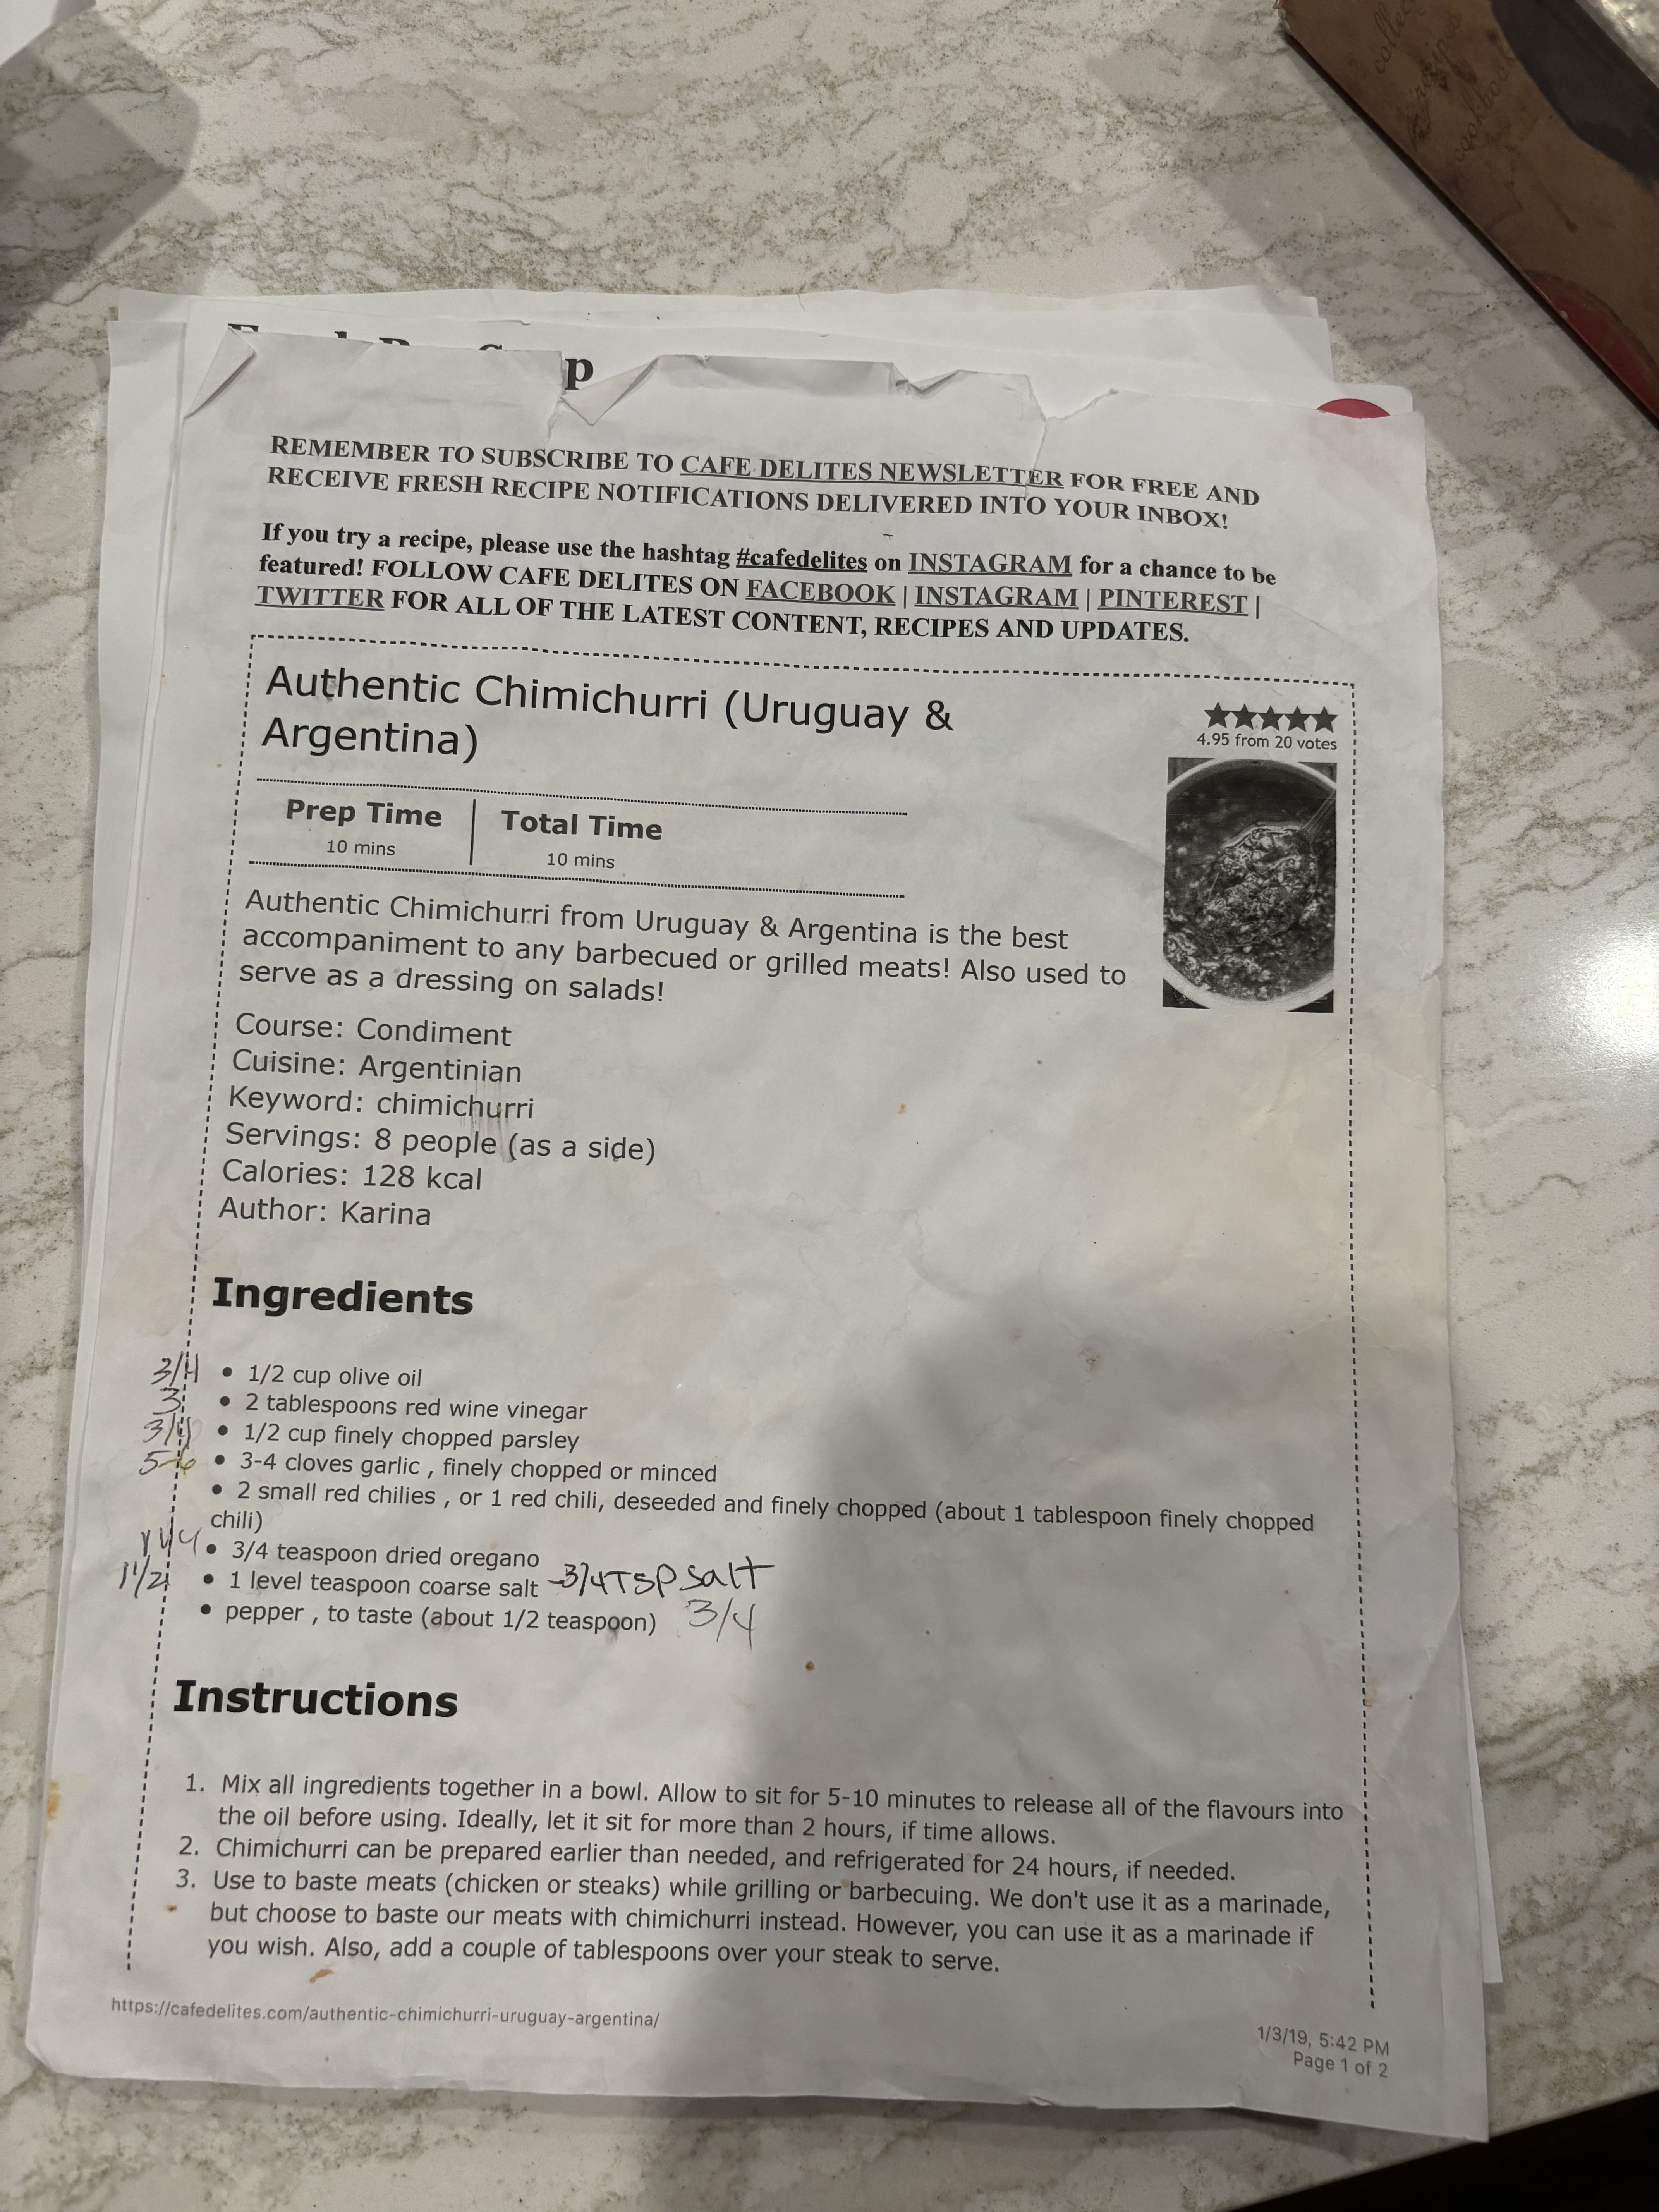 collec
recipes
cookbook
p
REMEMBER TO SUBSCRIBE TO CAFE DELITES NEWSLETTER FOR FREE AND
RECEIVE FRESH RECIPE NOTIFICATIONS DELIVERED INTO YOUR INBOX!
If you try a recipe, please use the hashtag #cafedelites on INSTAGRAM for a chance to be
featured! FOLLOW CAFE DELITES ON FACEBOOK | INSTAGRAM | PINTEREST |
TWITTER FOR ALL OF THE LATEST CONTENT, RECIPES AND UPDATES.
Authentic Chimichurri (Uruguay &
Argentina)
4.95 from 20 votes
Prep Time
10 mins
Total Time
10 mins
Authentic Chimichurri from Uruguay & Argentina is the best
accompaniment to any barbecued or grilled meats! Also used to
serve as a dressing on salads!
Course: Condiment
Cuisine: Argentinian
Keyword: chimichurri
Servings: 8 people (as a side)
Calories: 128 kcal
Author: Karina
Ingredients
3/4 • 1/2 cup olive oil
3 • 2 tablespoons red wine vinegar
3/4 • 1/2 cup finely chopped parsley
5-6 • 3-4 cloves garlic , finely chopped or minced
• 2 small red chilies , or 1 red chili, deseeded and finely chopped (about 1 tablespoon finely chopped
chili)
• 3/4 teaspoon dried oregano
1 1/2 • 1 level teaspoon coarse salt -3/4 TSP salt
• pepper , to taste (about 1/2 teaspoon) 3/4
Instructions
1. Mix all ingredients together in a bowl. Allow to sit for 5-10 minutes to release all of the flavours into
the oil before using. Ideally, let it sit for more than 2 hours, if time allows.
2. Chimichurri can be prepared earlier than needed, and refrigerated for 24 hours, if needed.
3. Use to baste meats (chicken or steaks) while grilling or barbecuing. We don't use it as a marinade,
but choose to baste our meats with chimichurri instead. However, you can use it as a marinade if
you wish. Also, add a couple of tablespoons over your steak to serve.
https://cafedelites.com/authentic-chimichurri-uruguay-argentina/
1/3/19, 5:42 PM
Page 1 of 2